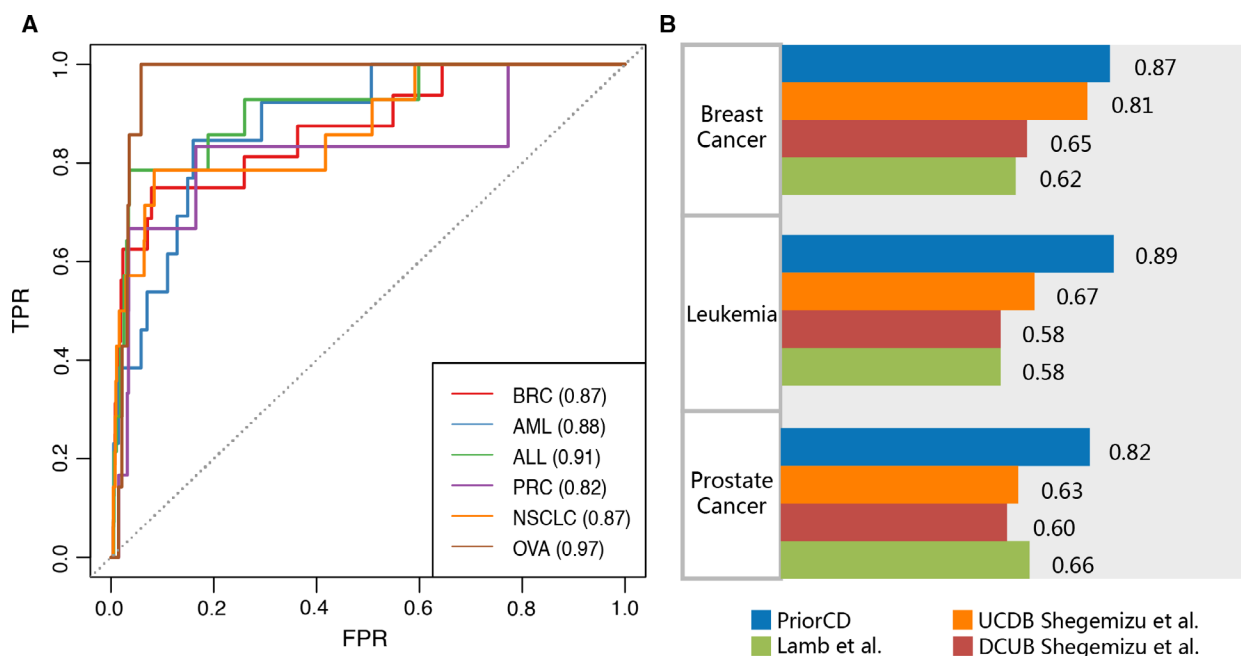 A
1.0
0.8
0.6
0.4
0.2
0.0
TPR
0.0
0.2
0.4
0.6
0.8
1.0
FPR
BRC (0.87)
AML (0.88)
ALL (0.91)
PRC (0.82)
NSCLC (0.87)
OVA (0.97)
B
Breast
Cancer
0.87
0.81
0.65
0.62
Leukemia
0.89
0.67
0.58
0.58
Prostate
Cancer
0.82
0.63
0.60
0.66
PriorCD
UCDB Shegemizu et al.
Lamb et al.
DCUB Shegemizu et al.